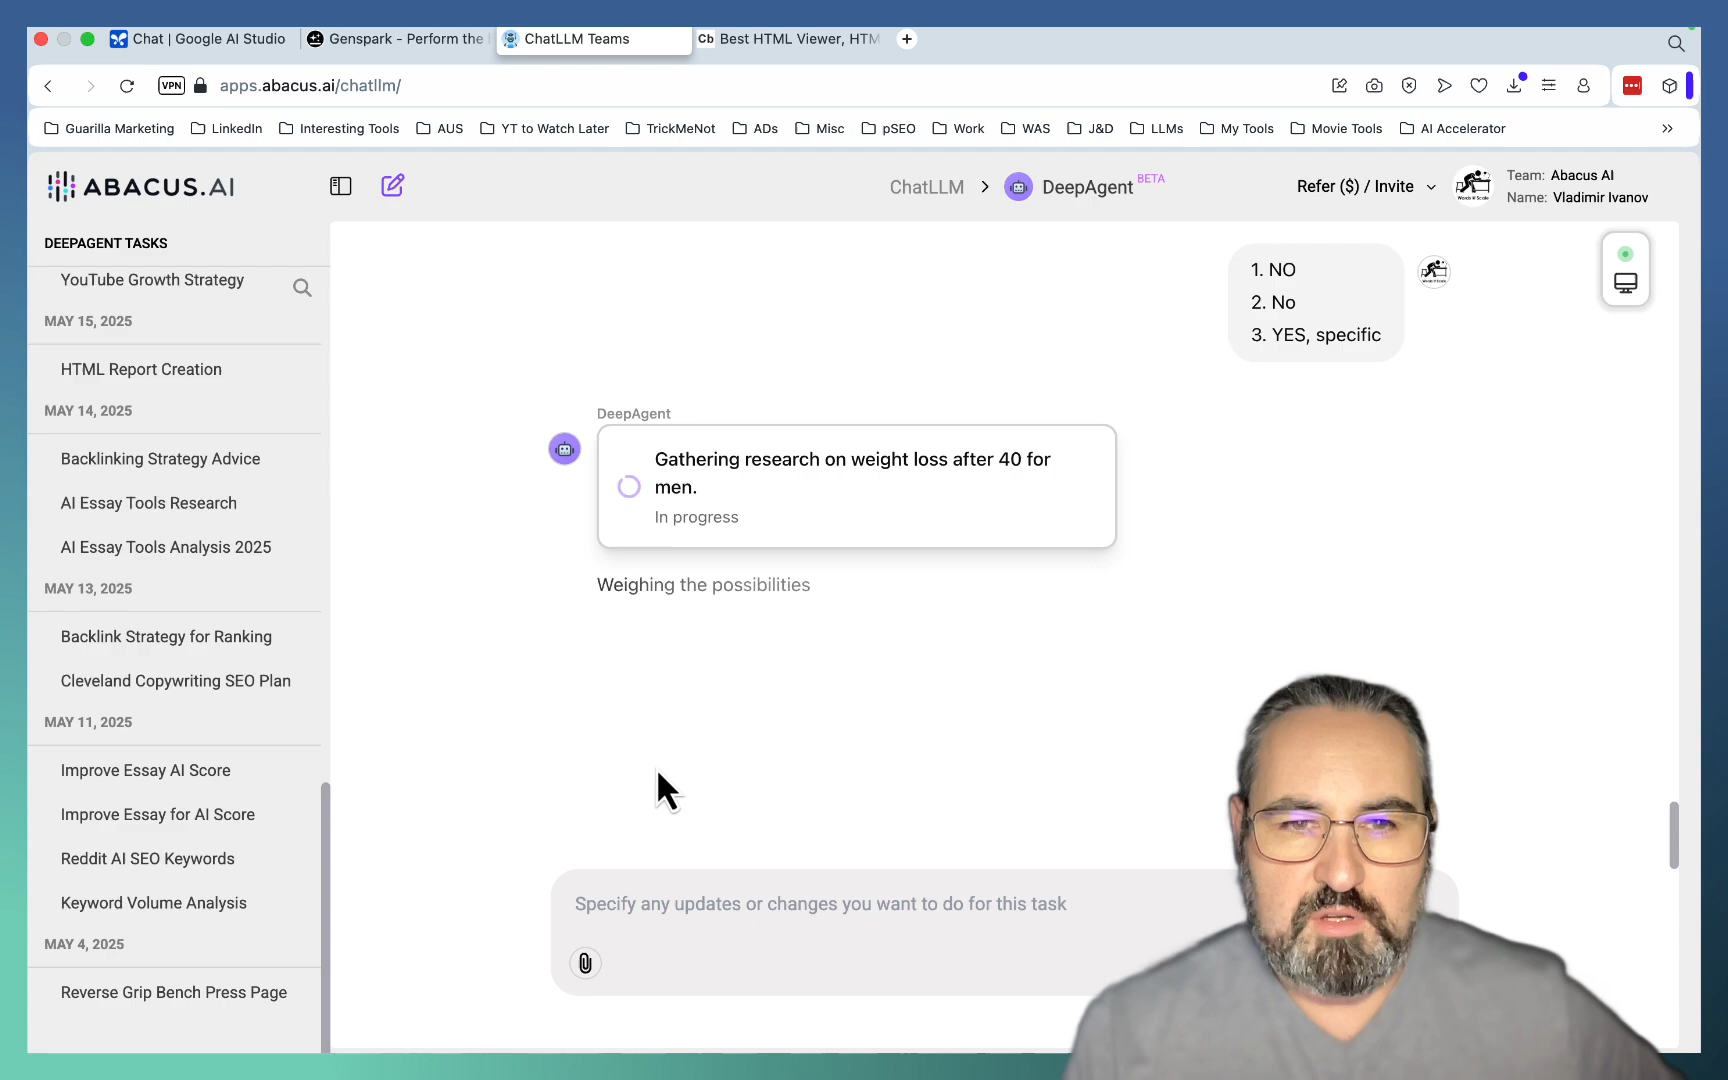 Chat | Google AI Studio
Genspark - Perform the
ChatLLM Teams
Cb Best HTML Viewer, HTM
VPN
apps.abacus.ai/chatllm/
Guarilla Marketing
LinkedIn
Interesting Tools
AUS
YT to Watch Later
TrickMeNot
ADs
Misc
pSEO
Work
WAS
J&D
LLMs
My Tools
Movie Tools
AI Accelerator
ABACUS.AI
ChatLLM > DeepAgent BETA
Refer ($) / Invite
Team: Abacus AI
Name: Vladimir Ivanov
DEEPAGENT TASKS
YouTube Growth Strategy
MAY 15, 2025
HTML Report Creation
MAY 14, 2025
Backlinking Strategy Advice
AI Essay Tools Research
AI Essay Tools Analysis 2025
MAY 13, 2025
Backlink Strategy for Ranking
Cleveland Copywriting SEO Plan
MAY 11, 2025
Improve Essay AI Score
Improve Essay for AI Score
Reddit AI SEO Keywords
Keyword Volume Analysis
MAY 4, 2025
Reverse Grip Bench Press Page
1. NO
2. No
3. YES, specific
DeepAgent
Gathering research on weight loss after 40 for
men.
In progress
Weighing the possibilities
Specify any updates or changes you want to do for this task